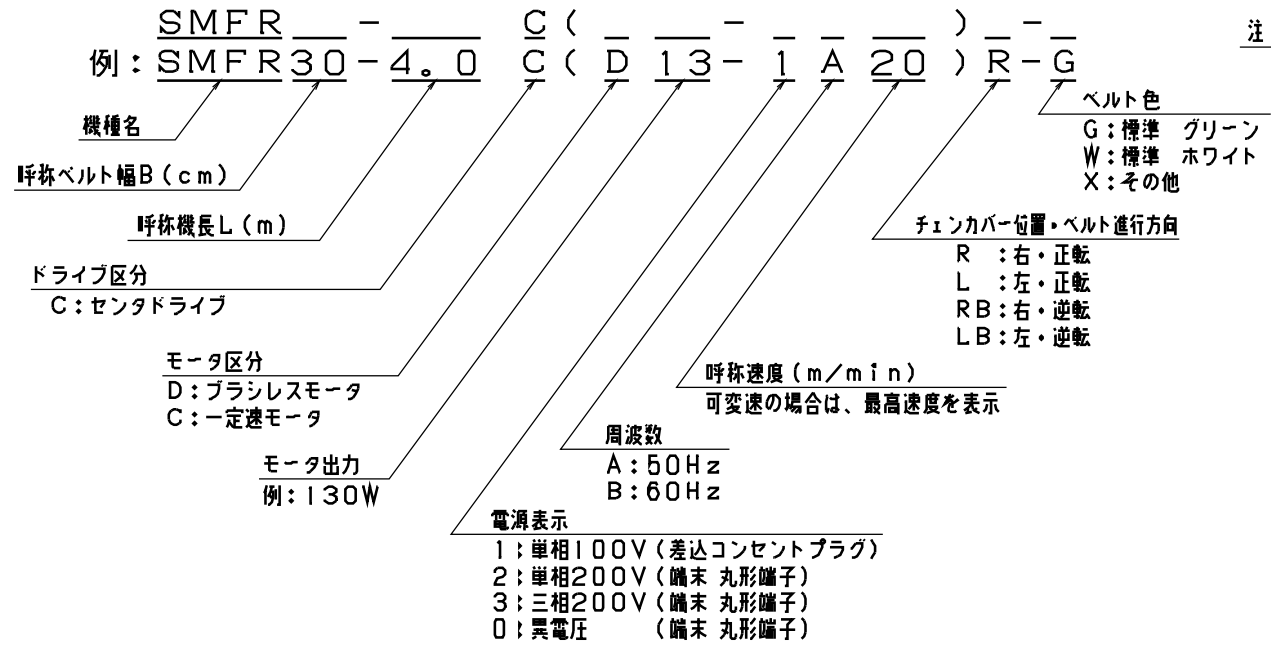 SMFR __-___ C( _ __- _ _ __ )_-_
注
例:SMFR30-4.0 C( D 13- 1 A 20 )R-G
ベルト色
G:標準 グリーン
W:標準 ホワイト
X:その他
機種名
呼称ベルト幅B(cm)
呼称機長L(m)
チェンカバー位置・ベルト進行方向
R :右・正転
L :左・正転
RB:右・逆転
LB:左・逆転
ドライブ区分
C:センタドライブ
モータ区分
D:ブラシレスモータ
C:一定速モータ
呼称速度(m/min)
可変速の場合は、最高速度を表示
周波数
A:50Hz
B:60Hz
モータ出力
例:130W
電源表示
1:単相100V(差込コンセントプラグ)
2:単相200V(端末 丸形端子)
3:三相200V(端末 丸形端子)
0:異電圧 (端末 丸形端子)